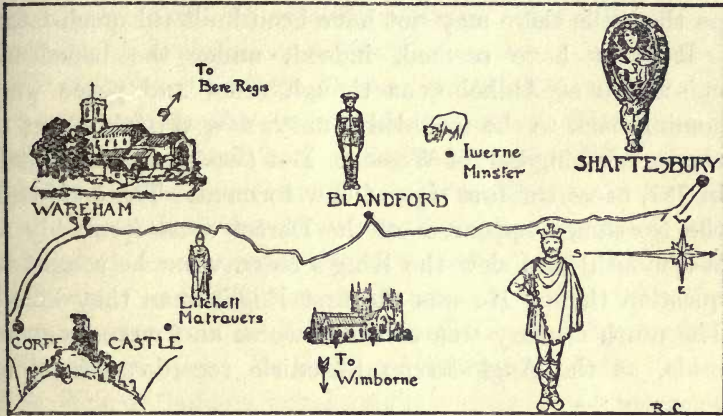 To
Bere Regis
WAREHAM
BLANDFORD
Iwerne
Minster
SHAFTESBURY
E
Lytchett
Matravers
CORFE CASTLE
To
Wimborne